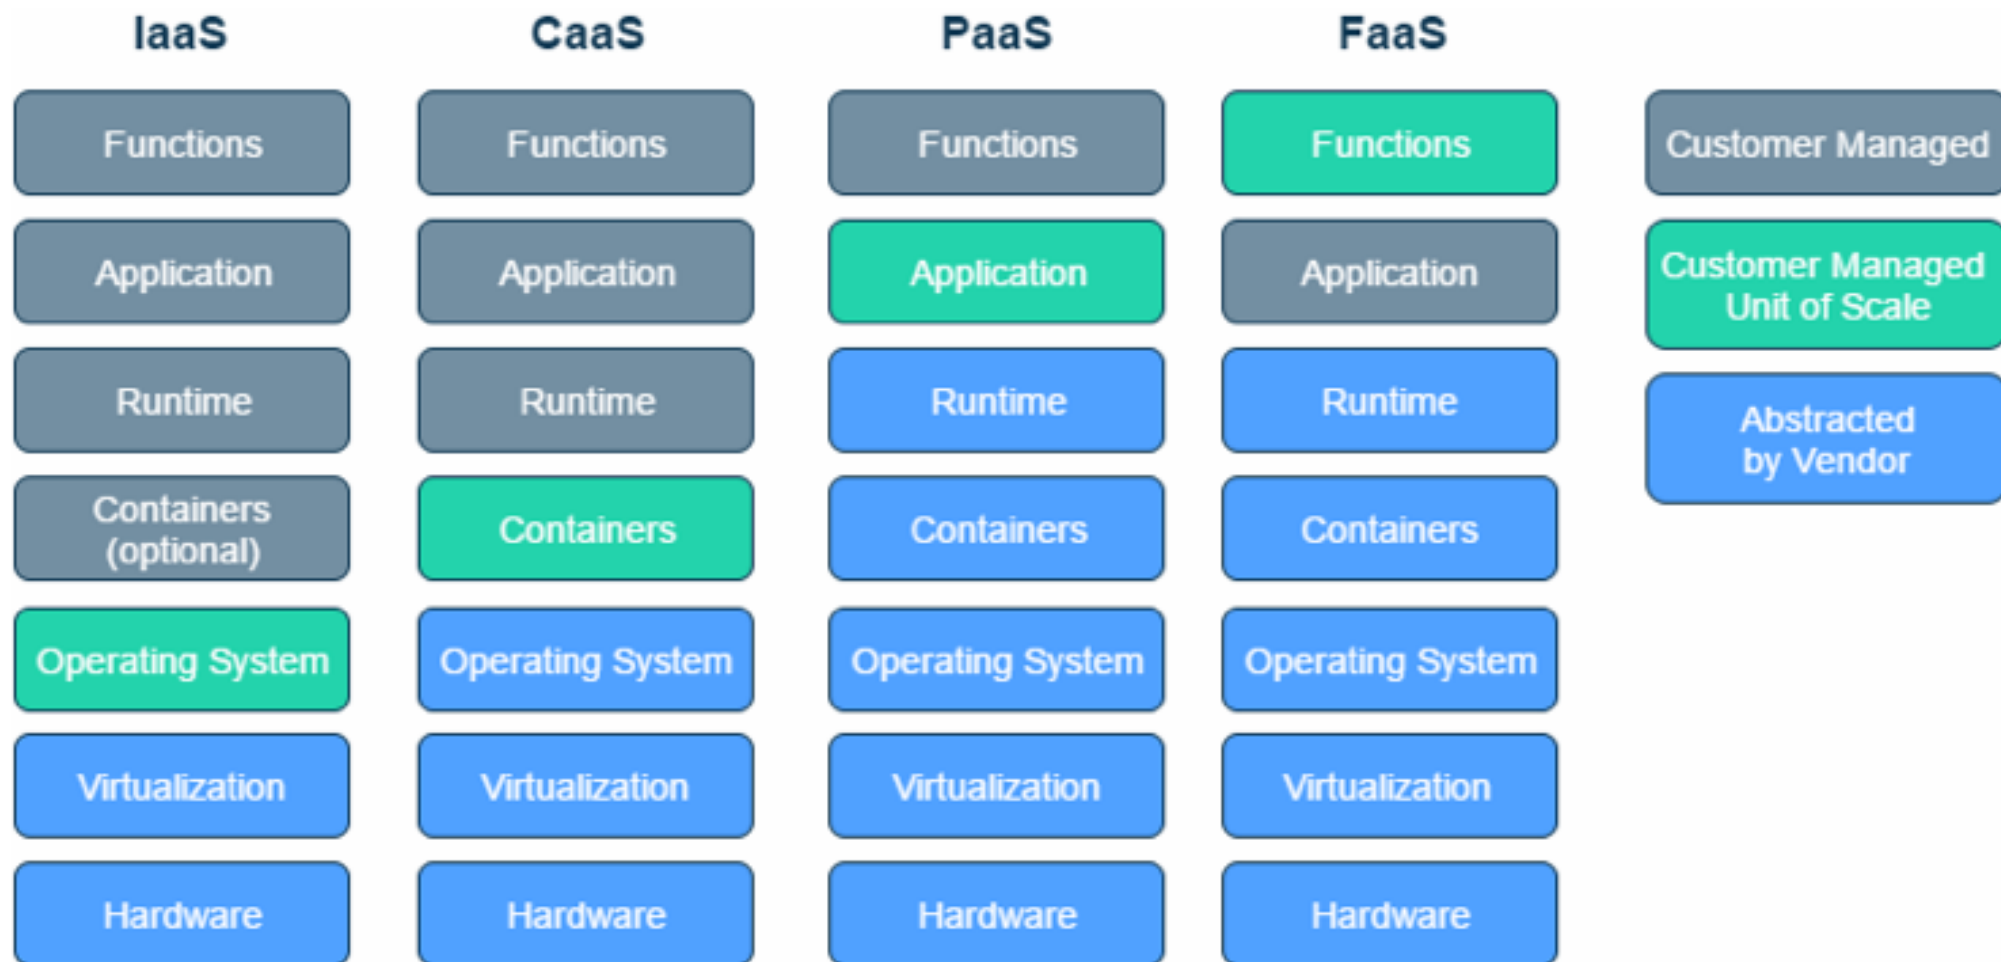 IaaS CaaS PaaS FaaS
Functions Functions Functions Functions Customer Managed
Application Application Application Application Customer Managed
Unit of Scale
Runtime Runtime Runtime Runtime Abstracted
by Vendor
Containers
(optional) Containers Containers Containers
Operating System Operating System Operating System Operating System
Virtualization Virtualization Virtualization Virtualization
Hardware Hardware Hardware Hardware